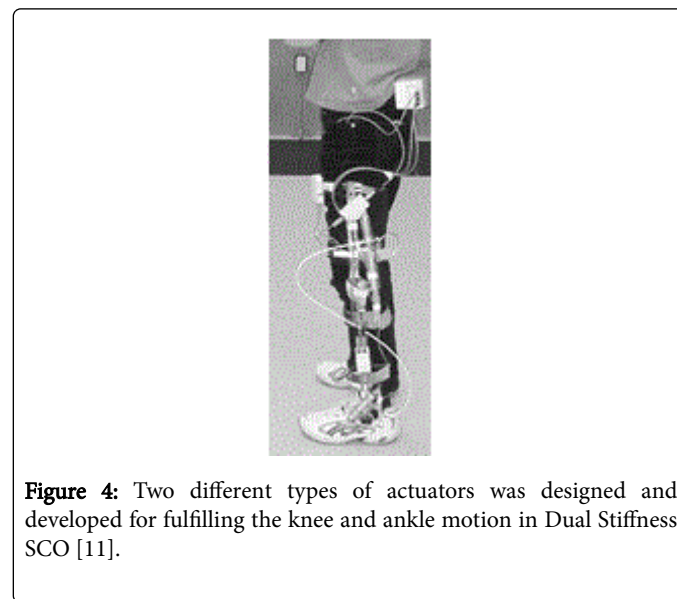 Figure 4: Two different types of actuators was designed and
developed for fulfilling the knee and ankle motion in Dual Stiffness
SCO [11].